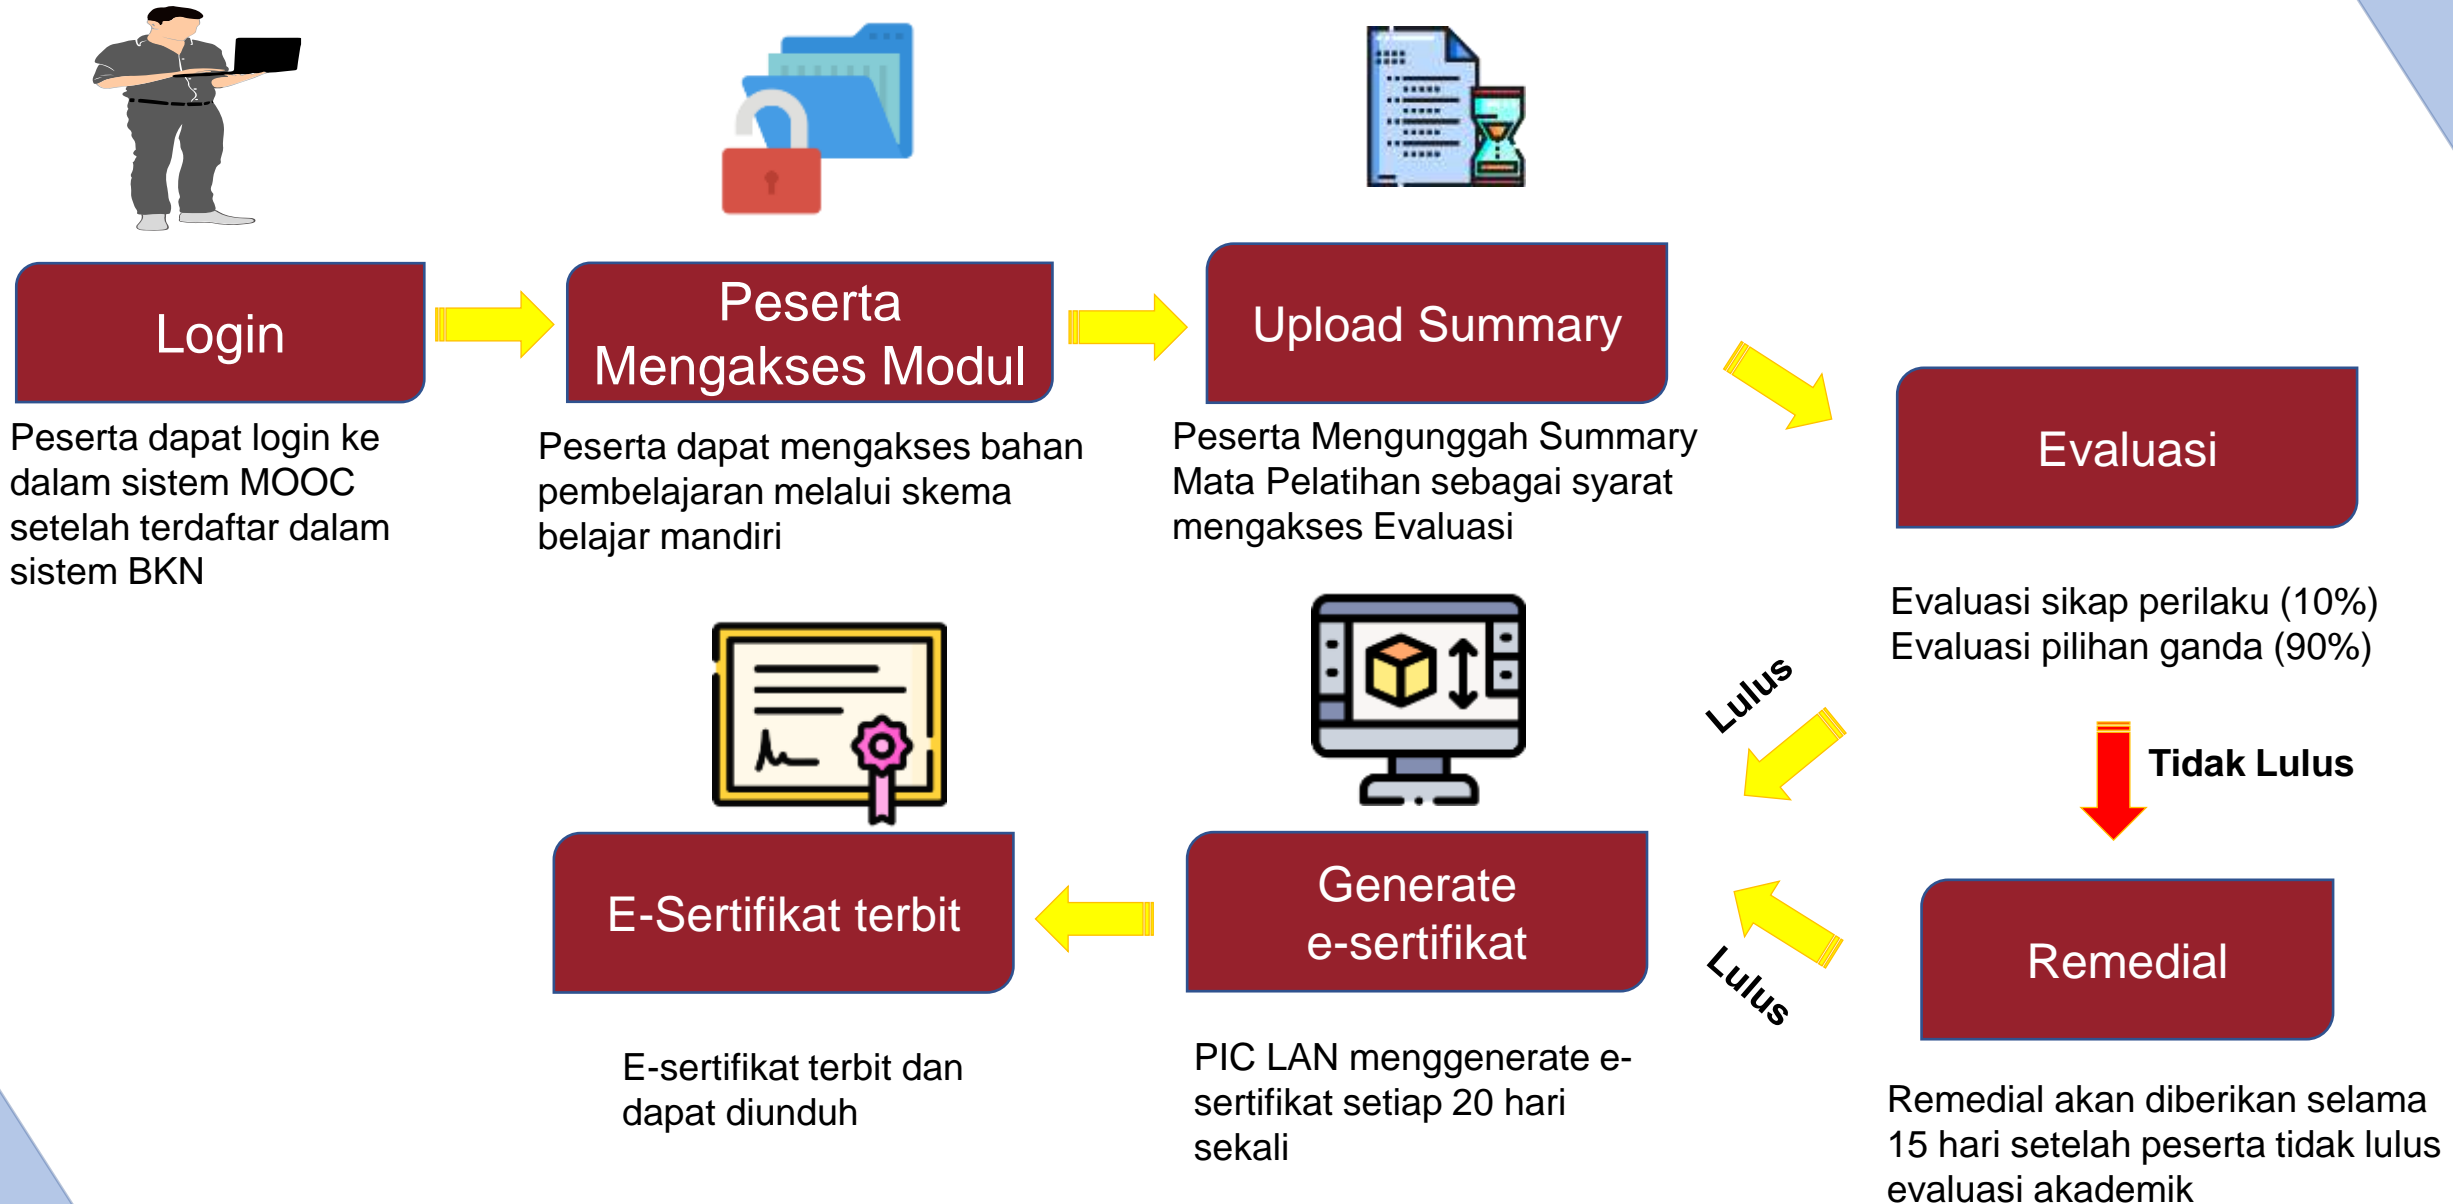 Login
Peserta dapat login ke
dalam sistem MOOC
setelah terdaftar dalam
sistem BKN
Peserta
Mengakses Modul
Peserta dapat mengakses bahan
pembelajaran melalui skema
belajar mandiri
Upload Summary
Peserta Mengunggah Summary
Mata Pelatihan sebagai syarat
mengakses Evaluasi
Evaluasi
Evaluasi sikap perilaku (10%)
Evaluasi pilihan ganda (90%)
Lulus
Tidak Lulus
Remedial
Remedial akan diberikan selama
15 hari setelah peserta tidak lulus
evaluasi akademik
Lulus
Generate
e-sertifikat
PIC LAN menggenerate e-
sertifikat setiap 20 hari
sekali
E-Sertifikat terbit
E-sertifikat terbit dan
dapat diunduh